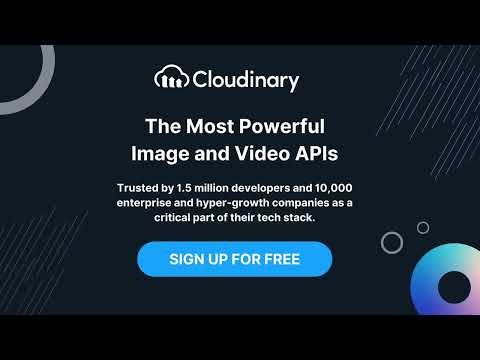 Cloudinary
The Most Powerful
Image and Video APIs
Trusted by 1.5 million developers and 10,000
enterprise and hyper-growth companies as a
critical part of their tech stack.
SIGN UP FOR FREE